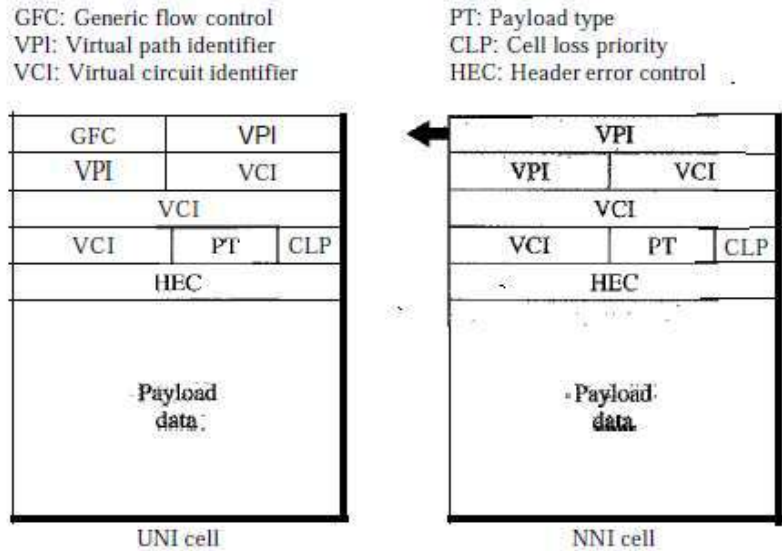 GFC: Generic flow control
VPI: Virtual path identifier
VCI: Virtual circuit identifier
PT: Payload type
CLP: Cell loss priority
HEC: Header error control
GFC VPI
VPI VCI
VCI
VCI PT CLP
HEC
Payload
data
UNI cell
VPI
VPI VCI
VCI
VCI PT CLP
HEC
Payload
data
NNI cell